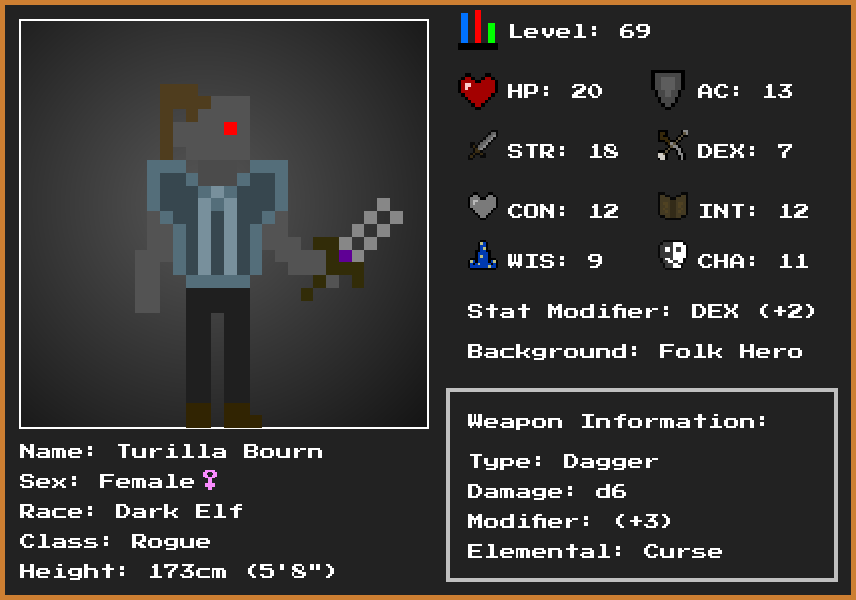 Level: 69
HP: 20 AC: 13
STR: 18 DEX: 7
CON: 12 INT: 12
WIS: 9 CHA: 11
Stat Modifier: DEX (+2)
Background: Folk Hero
Weapon Information:
Type: Dagger
Damage: d6
Modifier: (+3)
Elemental: Curse
Name: Turilla Bourn
Sex: Female♀
Race: Dark Elf
Class: Rogue
Height: 173cm (5'8")